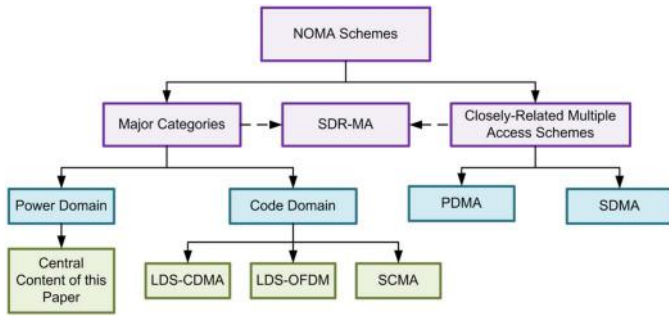 NOMA Schemes
Major Categories
SDR-MA
Closely-Related Multiple
Access Schemes
Power Domain
Code Domain
PDMA
SDMA
Central
Content of this
Paper
LDS-CDMA
LDS-OFDM
SCMA